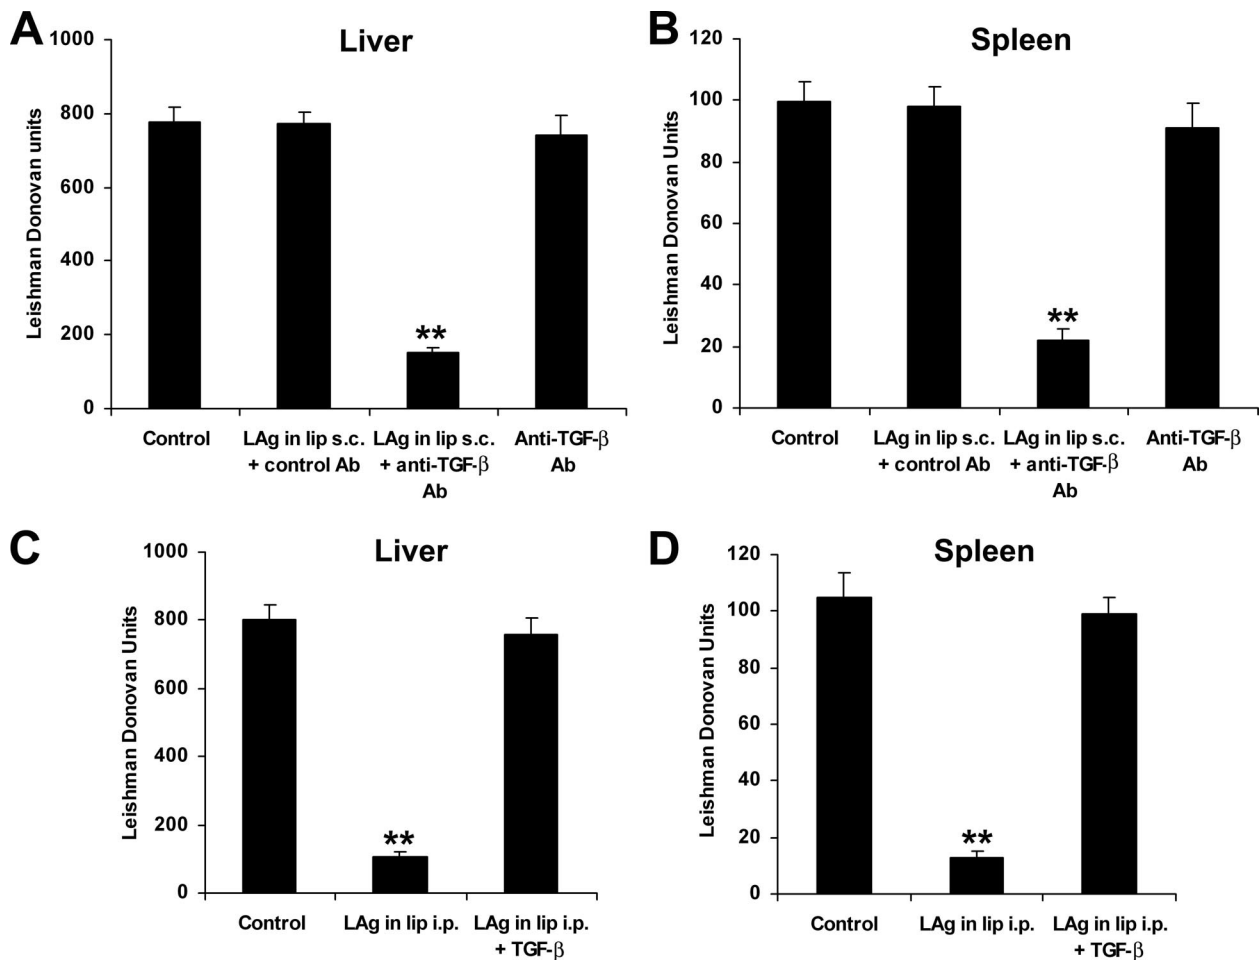 A
Liver
Leishman Donovan units
1000
800
600
400
200
0
**
Control
LAg in lip s.c.
+ control Ab
LAg in lip s.c.
+ anti-TGF-β
Ab
Anti-TGF-β
Ab
B
Spleen
Leishman Donovan Units
120
100
80
60
40
20
0
**
Control
LAg in lip s.c.
+ control Ab
LAg in lip s.c.
+ anti-TGF-β
Ab
Anti-TGF-β
Ab
C
Liver
Leishman Donovan Units
1000
800
600
400
200
0
**
Control
LAg in lip i.p.
LAg in lip i.p.
+ TGF-β
D
Spleen
Leishman Donovan Units
120
100
80
60
40
20
0
**
Control
LAg in lip i.p.
LAg in lip i.p.
+ TGF-β